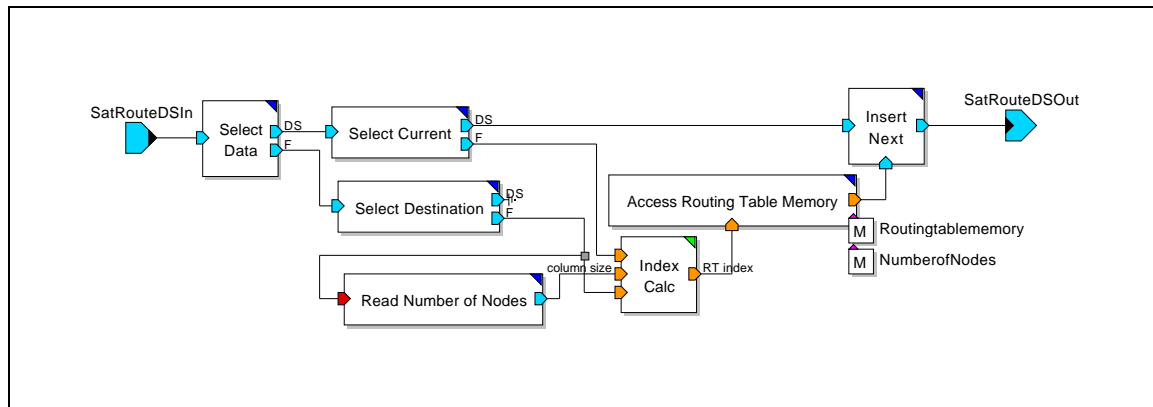 SatRouteDSIn
Select
Data
DS
F
Select Current
DS
F
Insert
Next
SatRouteDSOut
Select Destination
DS
F
Access Routing Table Memory
M
Routingtablememory
M
NumberofNodes
column size
Index
Calc
RT index
Read Number of Nodes